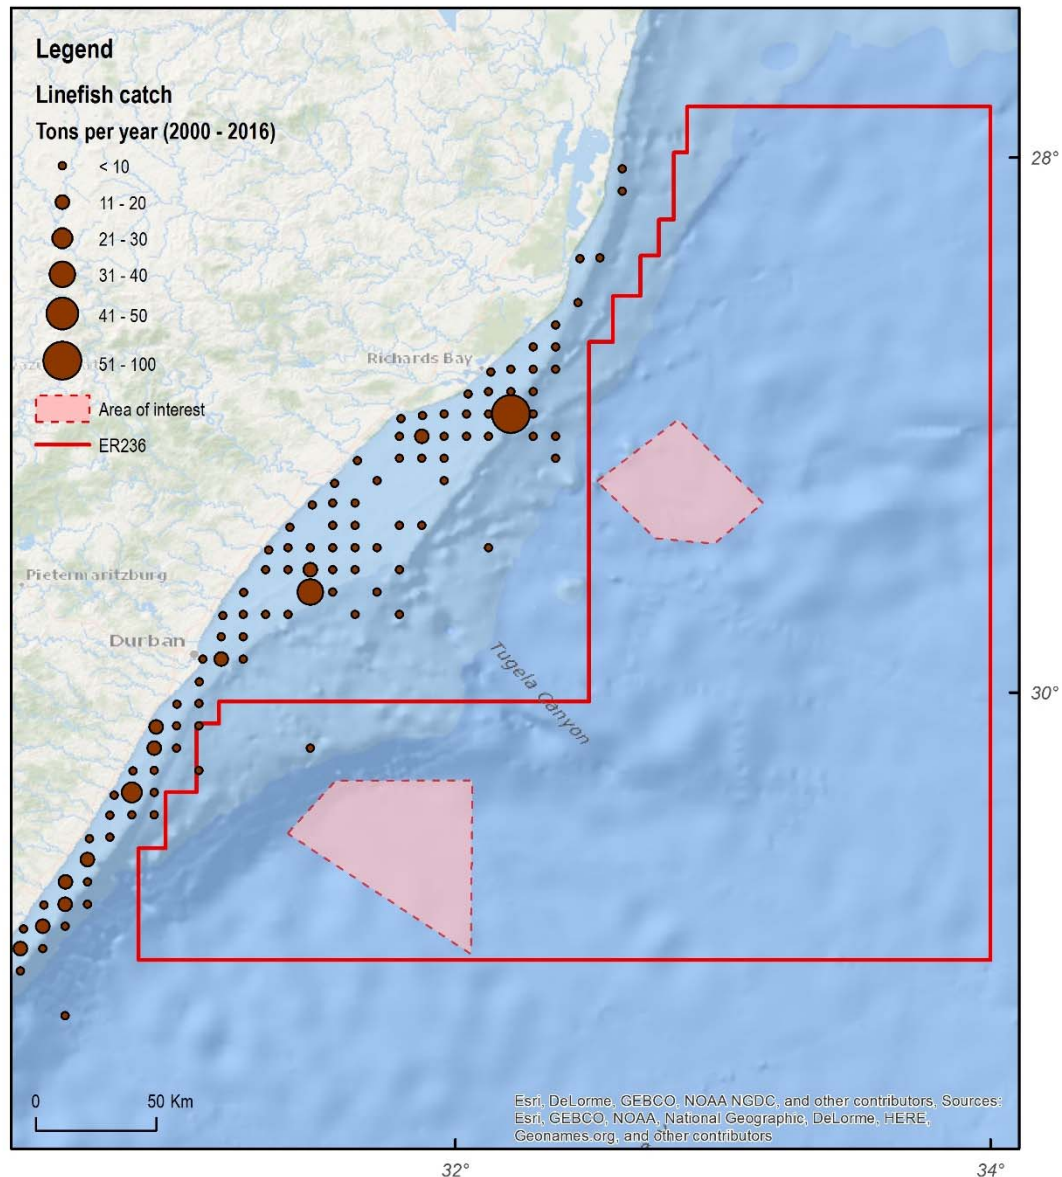 Legend
Linefish catch
Tons per year (2000 - 2016)
< 10
11 - 20
21 - 30
31 - 40
41 - 50
51 - 100
Area of interest
ER236
Richards Bay
Pietermaritzburg
Durban
Tugela Canyon
28°
30°
0 50 Km
Esri, DeLorme, GEBCO, NOAA NGDC, and other contributors, Sources:
Esri, GEBCO, NOAA, National Geographic, DeLorme, HERE,
Geonames.org, and other contributors
32° 34°